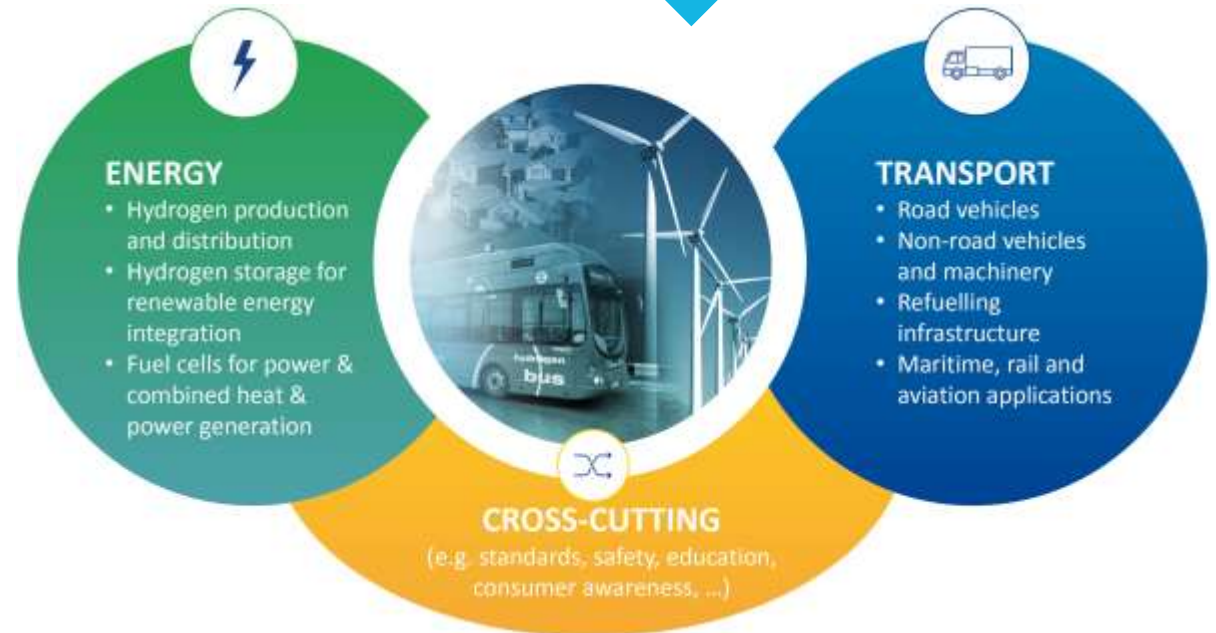 ENERGY
• Hydrogen production
and distribution
• Hydrogen storage for
renewable energy
integration
• Fuel cells for power &
combined heat &
power generation
hydrogen
bus
TRANSPORT
• Road vehicles
• Non-road vehicles
and machinery
• Refuelling
infrastructure
• Maritime, rail and
aviation applications
CROSS-CUTTING
(e.g. standards, safety, education,
consumer awareness, ...)